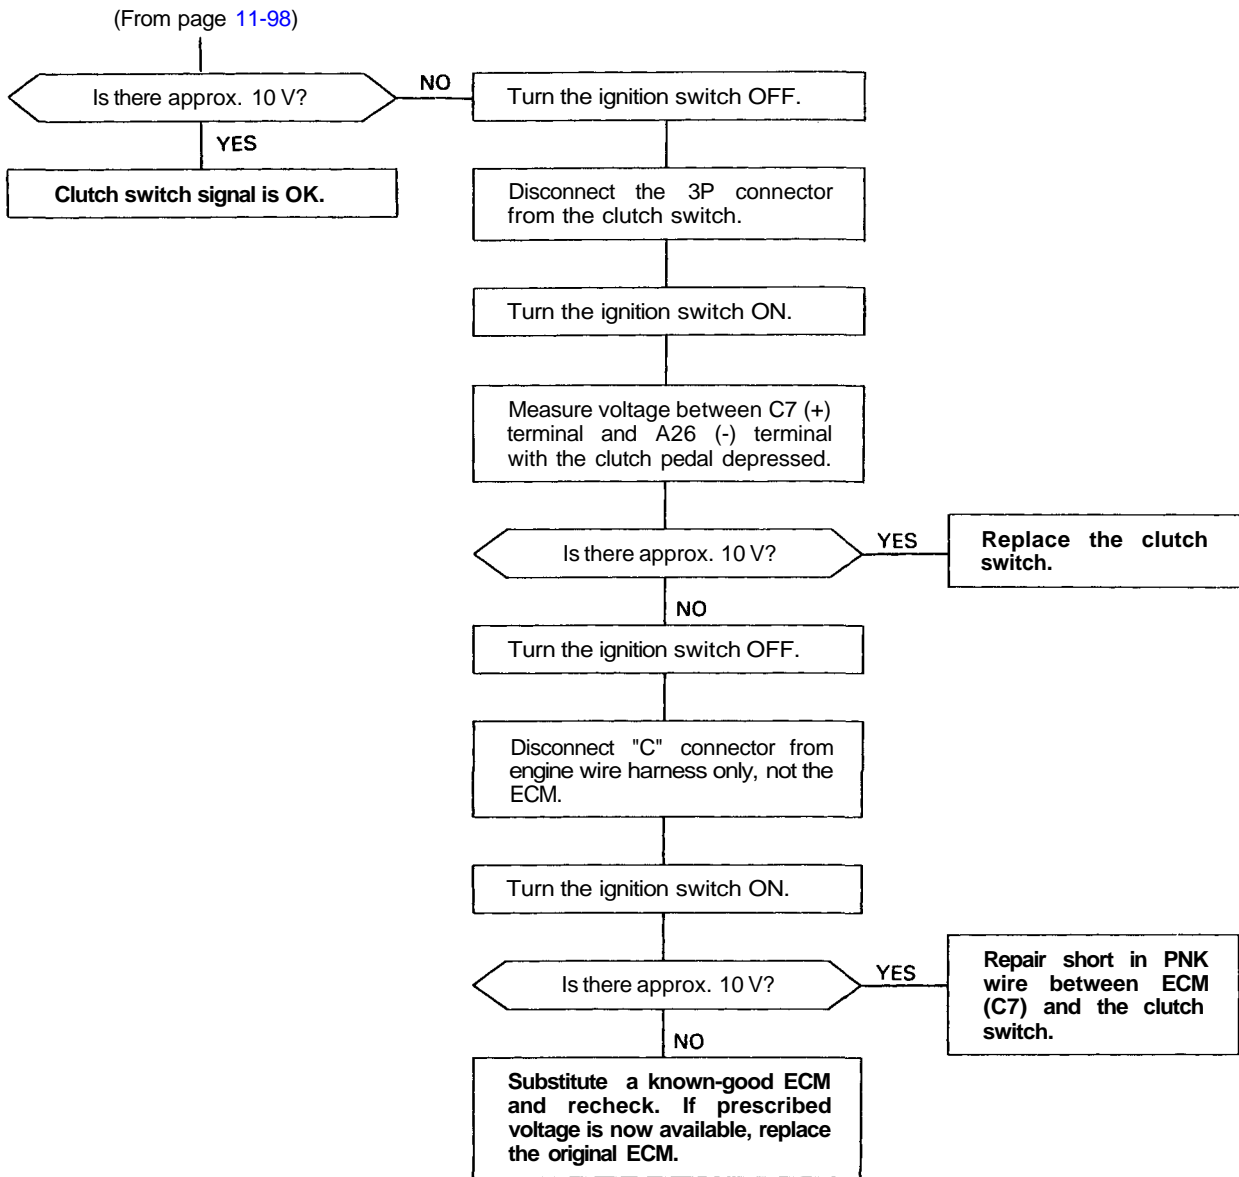 (From page 11-98)
Is there approx. 10 V?
NO
YES
Clutch switch signal is OK.
Turn the ignition switch OFF.
Disconnect the 3P connector
from the clutch switch.
Turn the ignition switch ON.
Measure voltage between C7 (+)
terminal and A26 (-) terminal
with the clutch pedal depressed.
Is there approx. 10 V?
YES
Replace the clutch
switch.
NO
Turn the ignition switch OFF.
Disconnect "C" connector from
engine wire harness only, not the
ECM.
Turn the ignition switch ON.
Is there approx. 10 V?
YES
Repair short in PNK
wire between ECM
(C7) and the clutch
switch.
NO
Substitute a known-good ECM
and recheck. If prescribed
voltage is now available, replace
the original ECM.